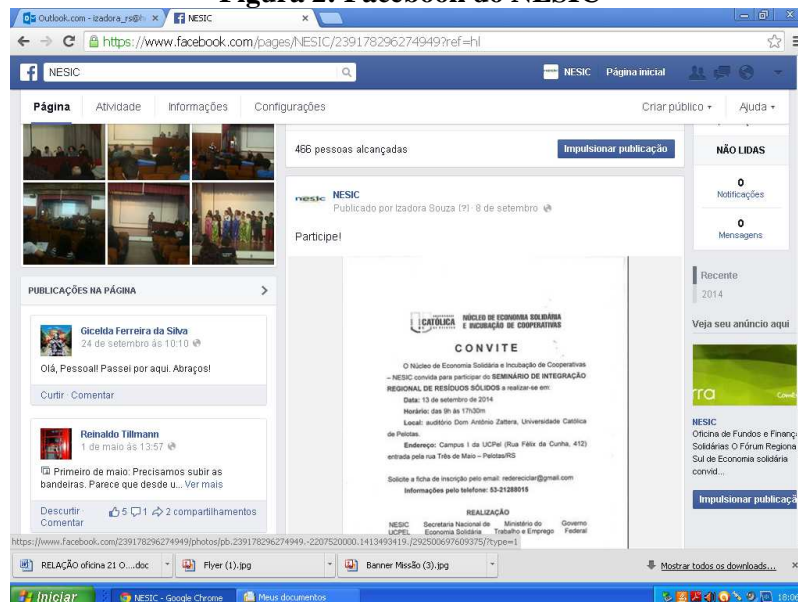 Figura 2: Facebook do NESIC
Outlook.com - izadora_rs@h
NESIC
https://www.facebook.com/pages/NESIC/239178296274949?ref=hl
NESIC
NESIC
Página inicial
Página
Atividade
Informações
Configurações
Criar público
Ajuda
466 pessoas alcançadas
Impulsionar publicação
NÃO LIDAS
0
Notificações
0
Mensagens
Recente
2014
Veja seu anúncio aqui
nesic
NESIC
Publicado por Izadora Souza [?] · 8 de setembro
Participe!
CATÓLICA
NÚCLEO DE ECONOMIA SOLIDÁRIA
E INCUBAÇÃO DE COOPERATIVAS
CONVITE
O Núcleo de Economia Solidária e Incubação de Cooperativas
– NESIC convida para participar do SEMINÁRIO DE INTEGRAÇÃO
REGIONAL DE RESÍDUOS SÓLIDOS a realizar-se em:
Data: 13 de setembro de 2014
Horário: das 9h às 17h30m
Local: auditório Dom Antônio Zattera, Universidade Católica
de Pelotas.
Endereço: Campus I da UCPel (Rua Félix da Cunha, 412)
entrada pela rua Três de Maio – Pelotas/RS
Solicite a ficha de inscrição pelo email: redereciclar@gmail.com
Informações pelo telefone: 53-21288015
REALIZAÇÃO
NESIC Secretaria Nacional de Ministério do Governo
UCPEL Economia Solidária Trabalho e Emprego Federal
PUBLICAÇÕES NA PÁGINA
Gicelda Ferreira da Silva
24 de setembro às 10:10
Olá, Pessoal! Passei por aqui. Abraços!
Curtir · Comentar
Reinaldo Tillmann
1 de maio às 13:57
Primeiro de maio: Precisamos subir as
bandeiras. Parece que desde u... Ver mais
Descurtir · 5 1 2 compartilhamentos
Comentar
rra
NESIC
Oficina de Fundos e Finanç
Solidárias O Fórum Regiona
Sul de Economia solidária
convid...
Impulsionar publicaçã
https://www.facebook.com/239178296274949/photos/pb.239178296274949.-2207520000.1413493419./292500697609375/?type=1
RELAÇÃO oficina 21 O....doc
Flyer (1).jpg
Banner Missão (3).jpg
Mostrar todos os downloads...
Iniciar
NESIC - Google Chrome
Meus documentos
18:06